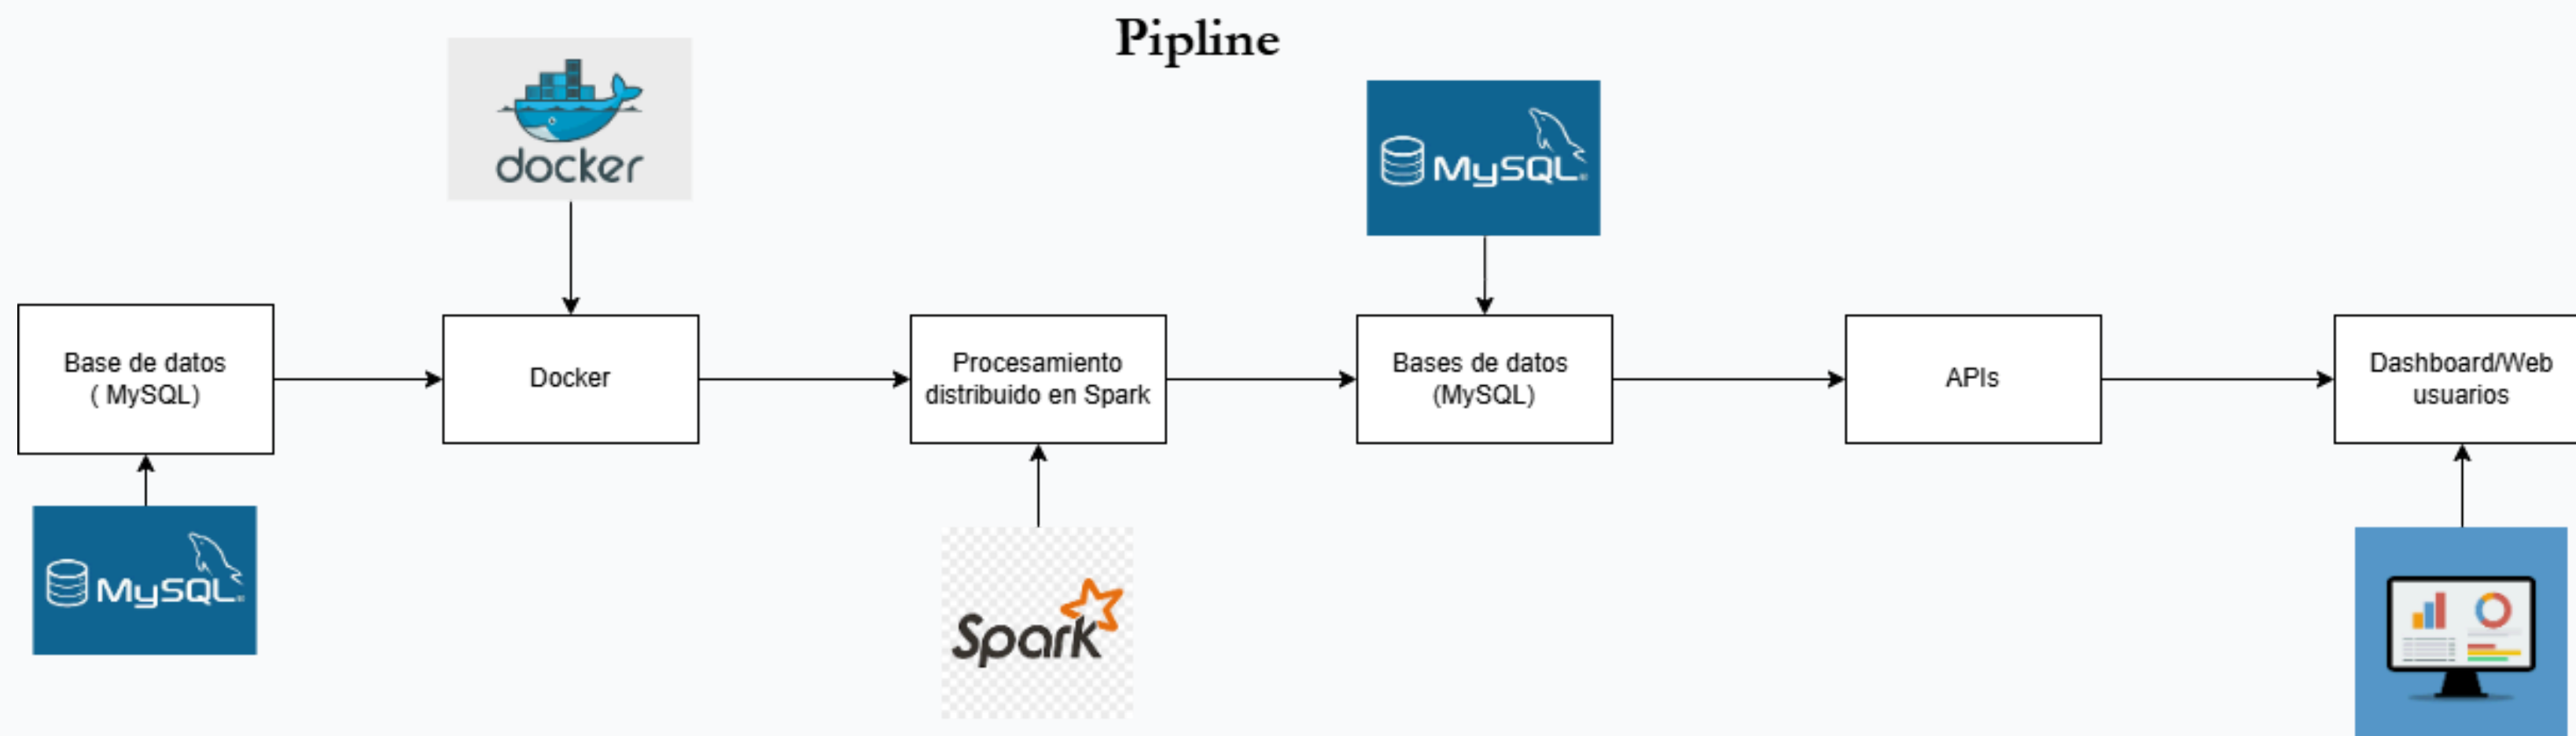 Pipline
docker
MySQL
Base de datos
( MySQL)
Docker
Procesamiento
distribuido en Spark
Bases de datos
(MySQL)
APIs
Dashboard/Web
usuarios
MySQL
Spark